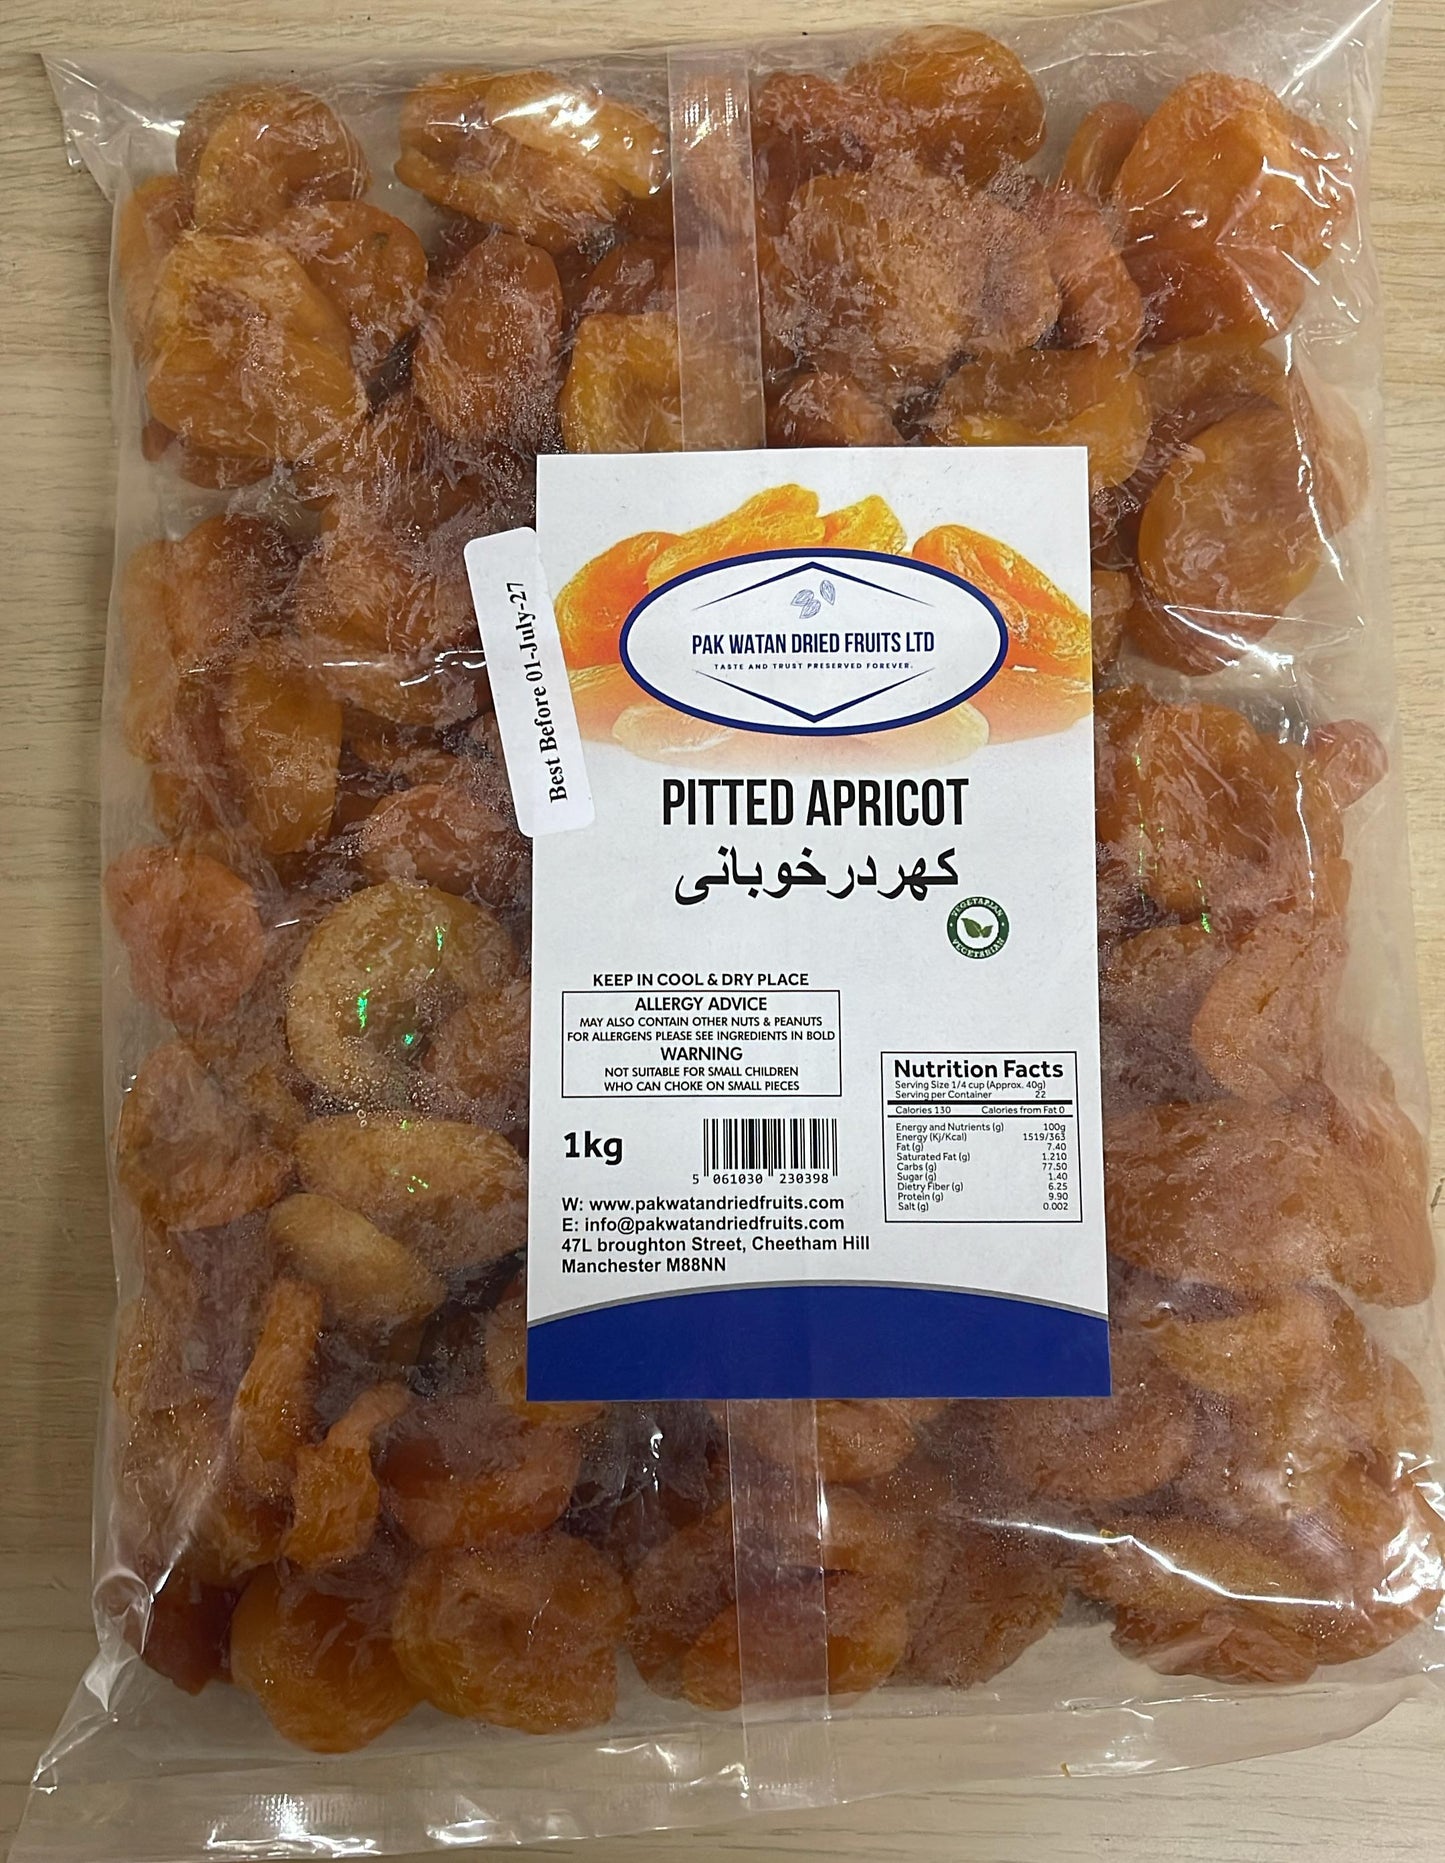 Best Before 01-July-27
PAK WATAN DRIED FRUITS LTD
TASTE AND TRUST PRESERVED FOREVER.
PITTED APRICOT
کھردرخوبانی
VEGETARIAN
VEGETARIAN
KEEP IN COOL & DRY PLACE
ALLERGY ADVICE
MAY ALSO CONTAIN OTHER NUTS & PEANUTS
FOR ALLERGENS PLEASE SEE INGREDIENTS IN BOLD
WARNING
NOT SUITABLE FOR SMALL CHILDREN
WHO CAN CHOKE ON SMALL PIECES
1kg
5 061030 230398
W: www.pakwatandriedfruits.com
E: info@pakwatandriedfruits.com
47L broughton Street, Cheetham Hill
Manchester M88NN
Nutrition Facts
Serving Size 1/4 cup (Approx. 40g)
Serving per Container 22
Calories 130 Calories from Fat 0
Energy and Nutrients (g) 100g
Energy (Kj/Kcal) 1519/363
Fat (g) 7.40
Saturated Fat (g) 1.210
Carbs (g) 77.50
Sugar (g) 1.40
Dietry Fiber (g) 6.25
Protein (g) 9.90
Salt (g) 0.002